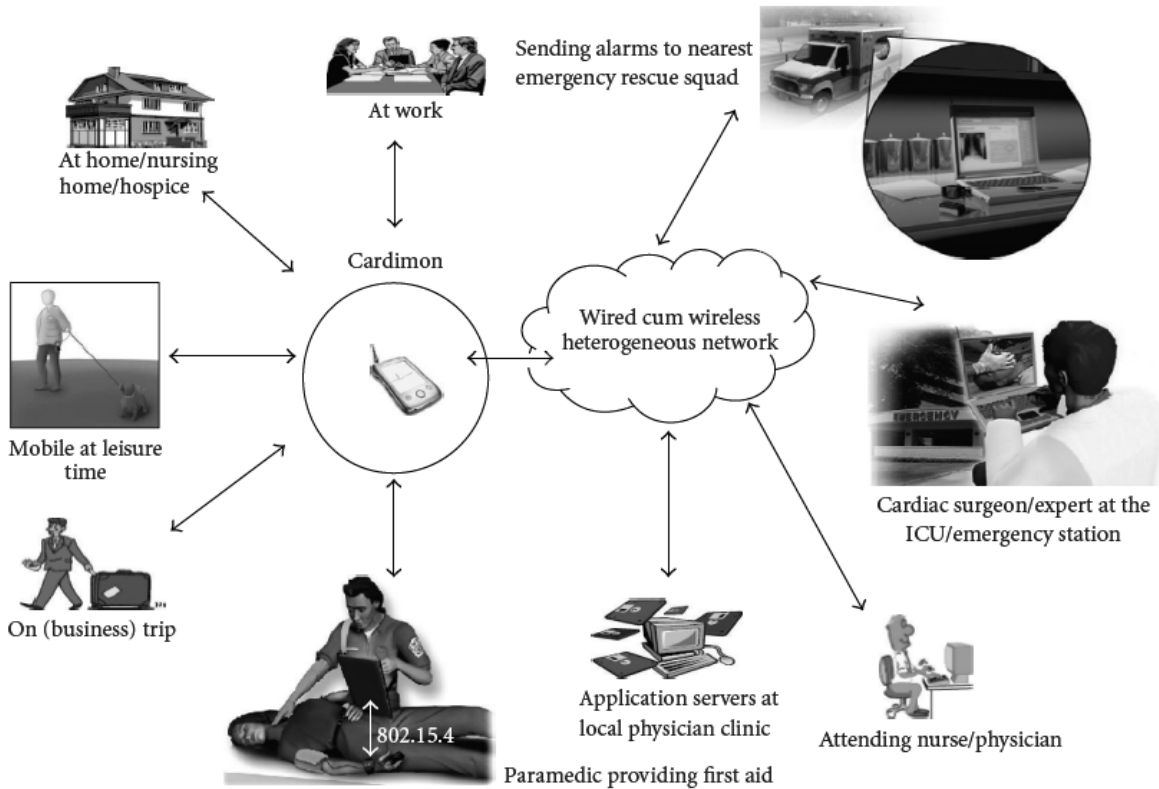 At work
Sending alarms to nearest
emergency rescue squad
At home/nursing
home/hospice
Cardimon
Wired cum wireless
heterogeneous network
Mobile at leisure
time
EMERGENCY
Cardiac surgeon/expert at the
ICU/emergency station
On (business) trip
802.15.4
Application servers at
local physician clinic
Attending nurse/physician
Paramedic providing first aid